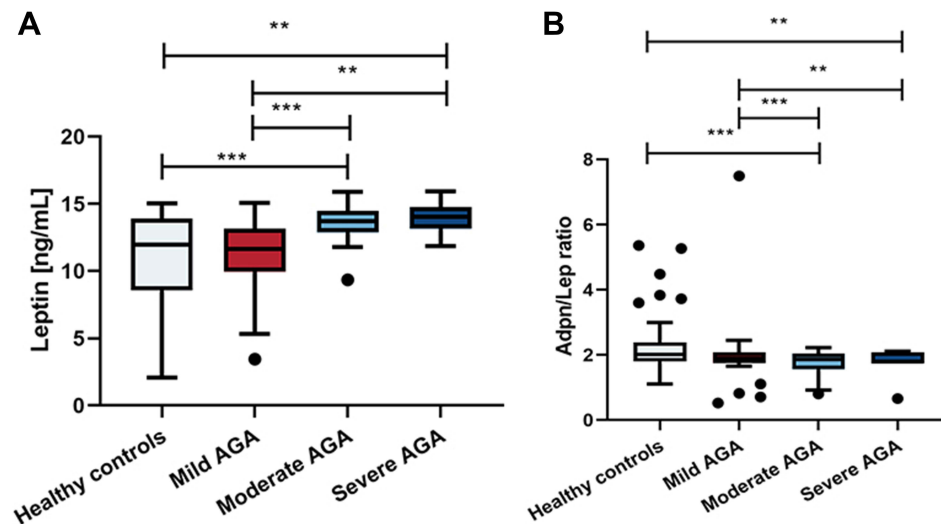 A
**
**
***
***
20
15
10
5
0
Leptin [ng/mL]
Healthy controls
Mild AGA
Moderate AGA
Severe AGA
B
**
**
***
***
8
6
4
2
0
Adpn/Lep ratio
Healthy controls
Mild AGA
Moderate AGA
Severe AGA